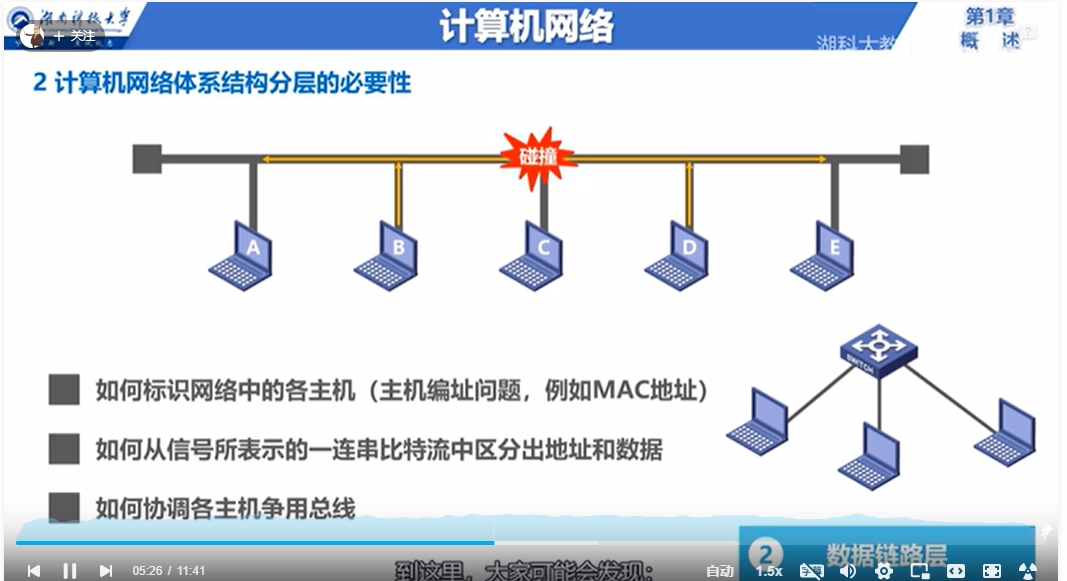 湖南科技大学
+ 关注
计算机网络
第1章
概 述
湖科大教
2 计算机网络体系结构分层的必要性
碰撞
A
B
C
D
E
SWITCH
如何标识网络中的各主机（主机编址问题，例如MAC地址）
如何从信号所表示的一连串比特流中区分出地址和数据
如何协调各主机争用总线
2 数据链路层
到这里，大家可能会发现：
05:26 / 11:41
自动
1.5x
字幕